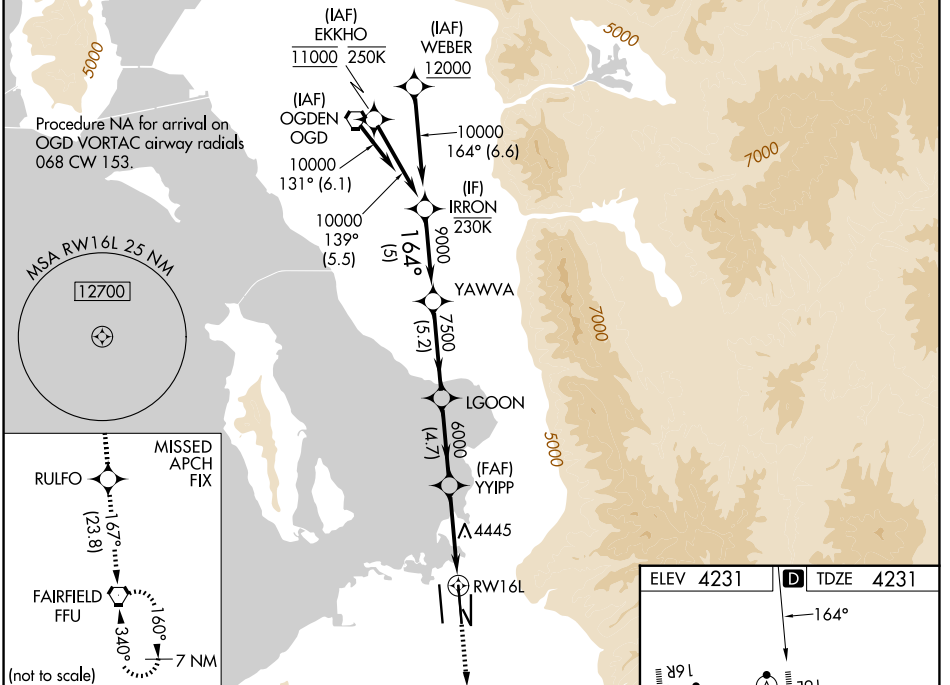 5000
(IAF)
EKKHO
11000 250K
(IAF)
WEBER
12000
5000
(IAF)
OGDEN
OGD
Procedure NA for arrival on
OGD VORTAC airway radials
068 CW 153.
10000
164° (6.6)
7000
10000
131° (6.1)
(IF)
IRRON
230K
10000
139°
(5.5)
164°
(5)
9000
MSA RW16L 25 NM
12700
YAWVA
7500
(5.2)
7000
LGOON
6000
(4.7)
5000
(FAF)
YYIPP
4445
RW16L
MISSED
APCH
FIX
RULFO
167°
(23.8)
FAIRFIELD
FFU
160°
340°
7 NM
(not to scale)
ELEV 4231
D TDZE 4231
164°
16R
A
16L